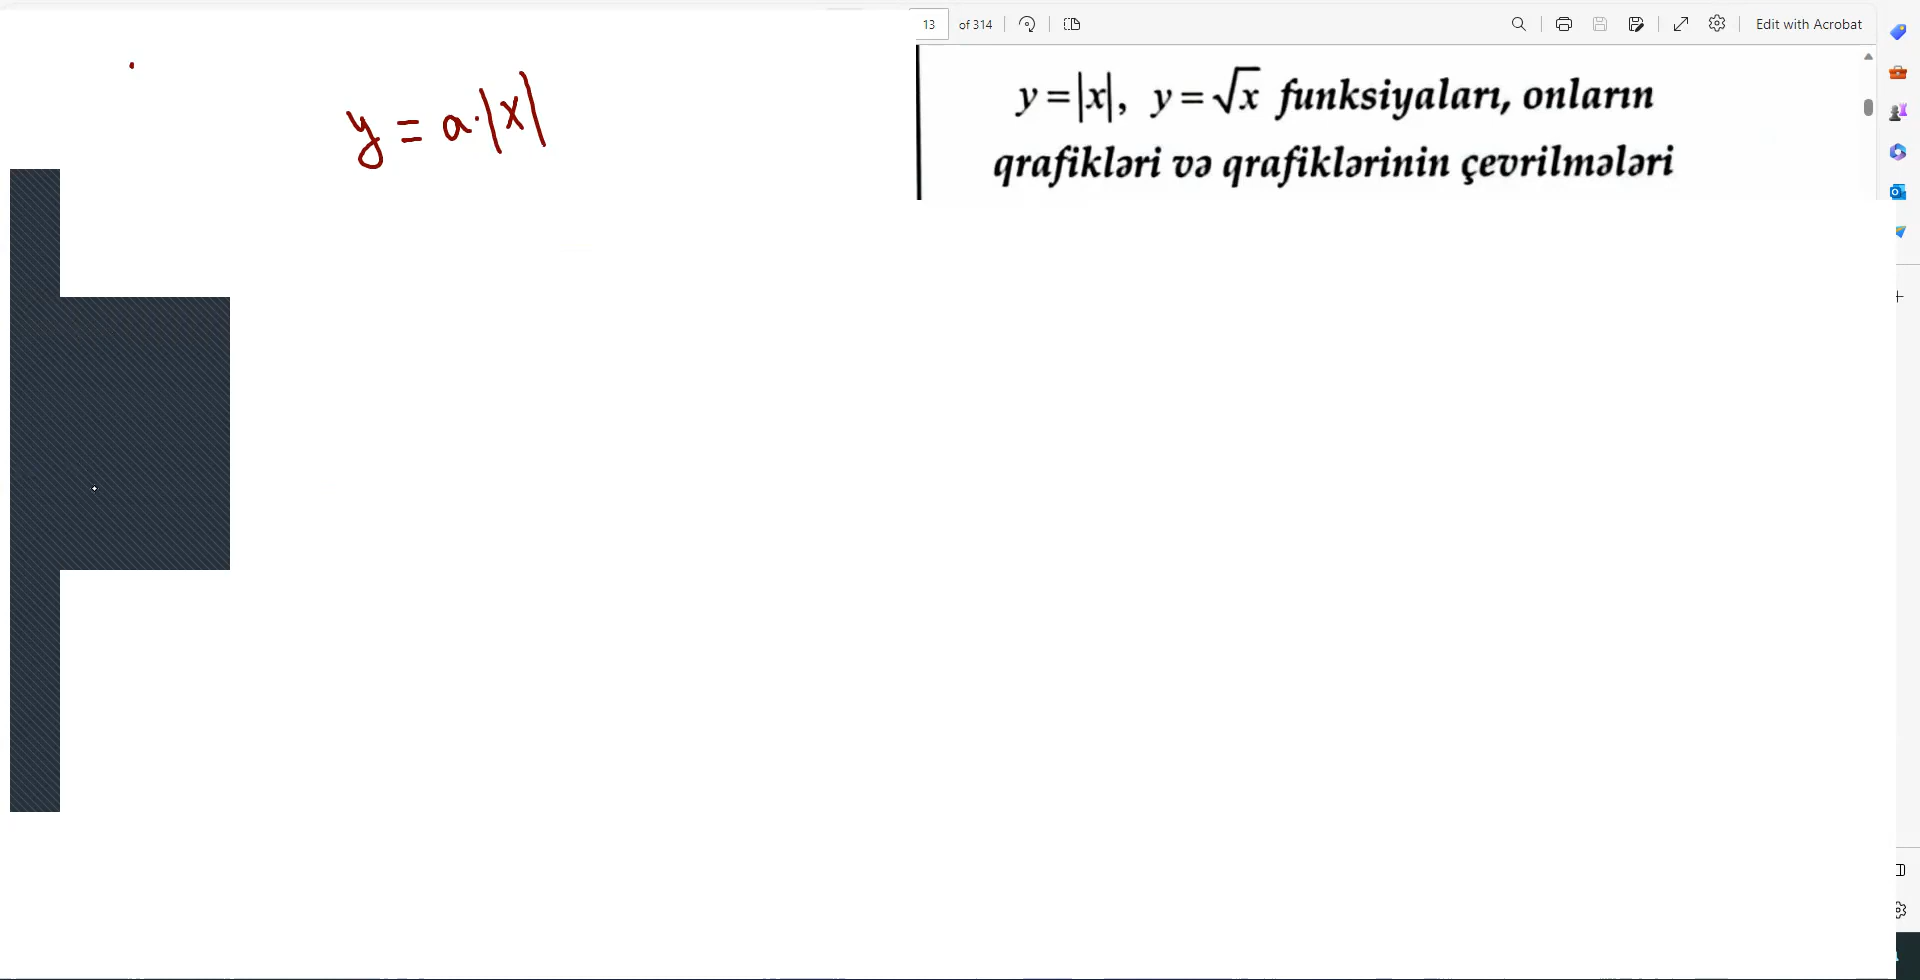 13 of 314 Edit with Acrobat
y = a·|x|
y=|x|, y=√x funksiyaları, onların
qrafikləri və qrafiklərinin çevrilmələri